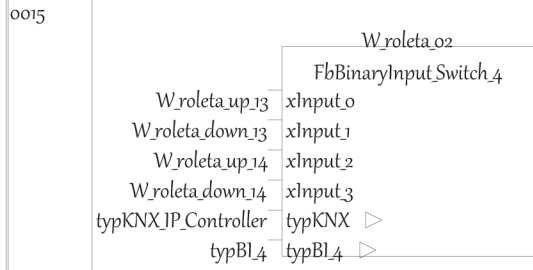 0015
W_roleta_02
FbBinaryInput_Switch_4
W_roleta_up_13 xInput_0
W_roleta_down_13 xInput_1
W_roleta_up_14 xInput_2
W_roleta_down_14 xInput_3
typKNX_IP_Controller typKNX
typBI_4 typBI_4